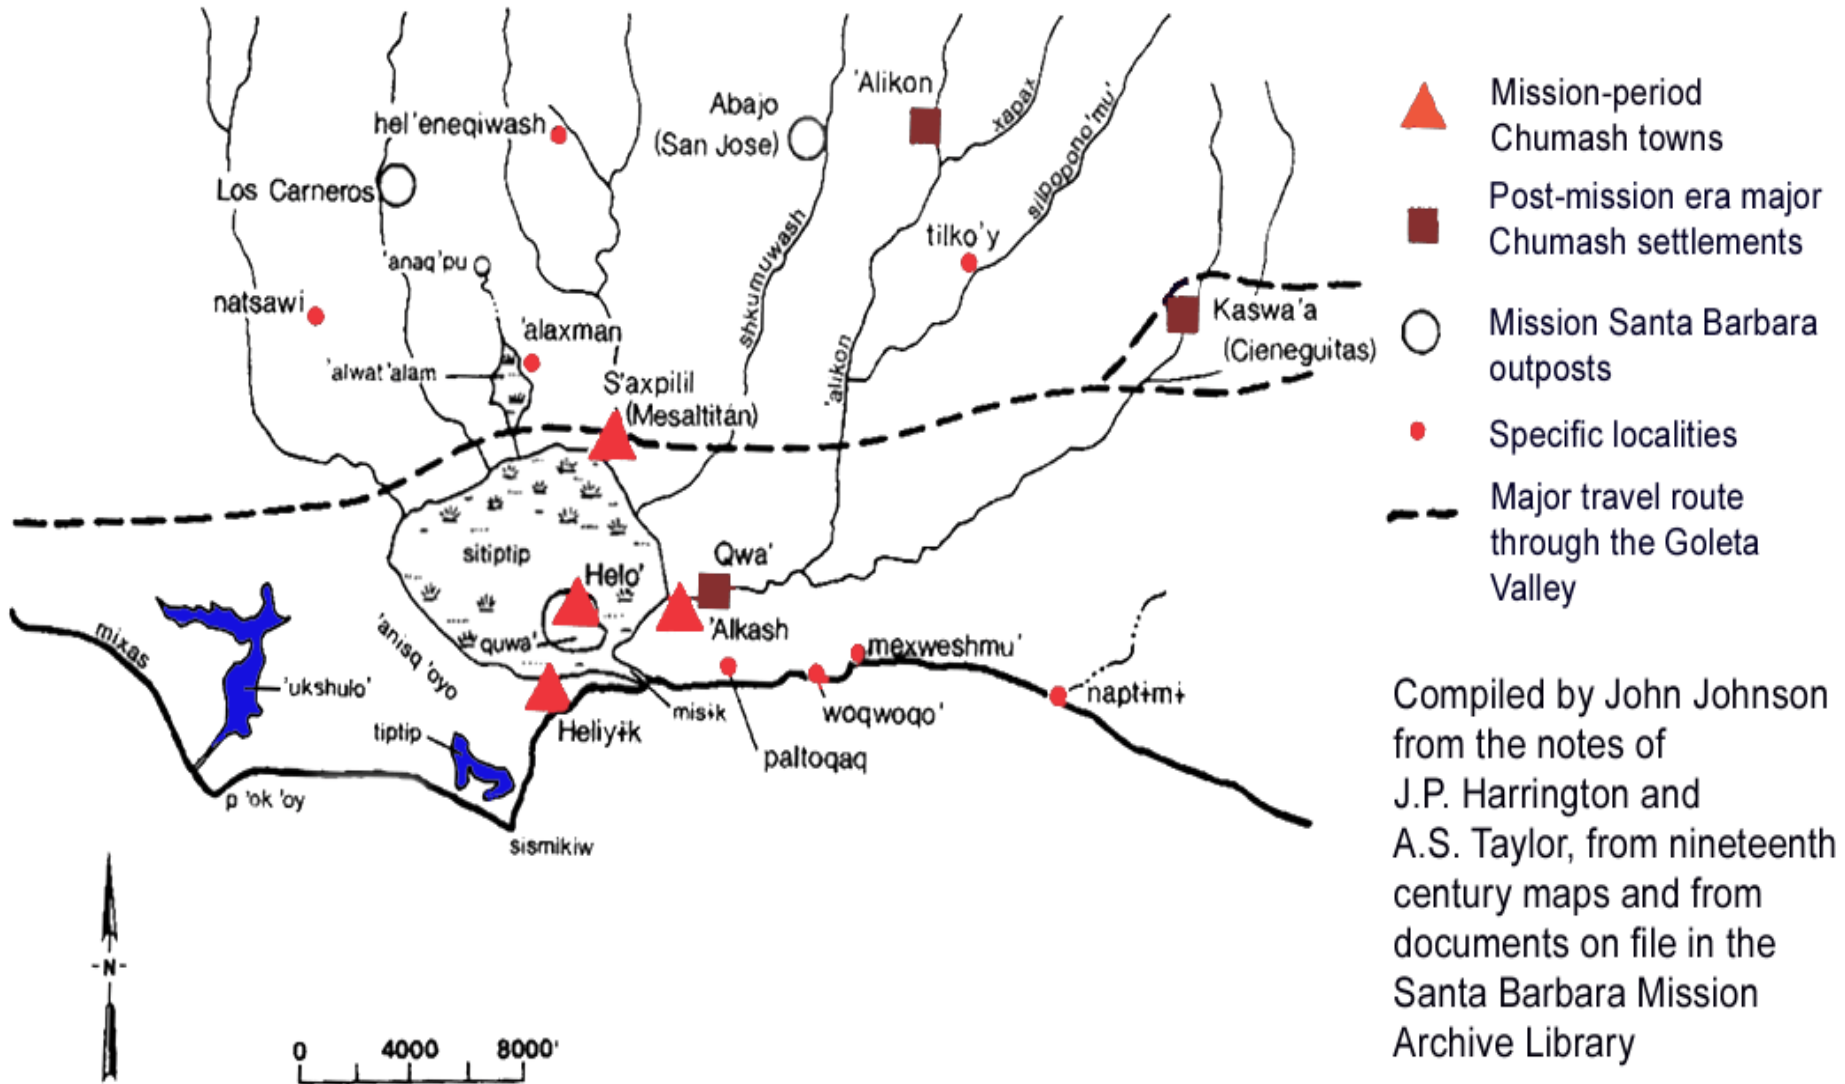 'Alikon
Abajo
(San Jose)
xapax
hel'eneqiwash
silpopono'mu'
Los Carneros
shkumuwash
tilko'y
'anaq'pu
natsawi
'alaxman
Kaswa'a
(Cieneguitas)
'alwat'alam
'alikon
S'axpilil
(Mesaltitán)
sitiptip
Qwa'
Helo'
quwa'
'Alkash
mixas
'anisq'oyo
mexweshmu'
'ukshulo'
naptɨmɨ
misɨk
woqwoqo'
Heliyɨk
tiptip
paltoqaq
p'ok'oy
sismikiw
-N-
0 4000 8000'
Mission-period
Chumash towns
Post-mission era major
Chumash settlements
Mission Santa Barbara
outposts
Specific localities
Major travel route
through the Goleta
Valley
Compiled by John Johnson
from the notes of
J.P. Harrington and
A.S. Taylor, from nineteenth
century maps and from
documents on file in the
Santa Barbara Mission
Archive Library